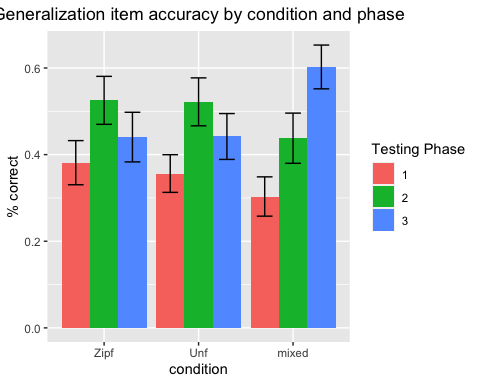 Generalization item accuracy by condition and phase
0.6
0.4
0.2
0.0
% correct
Zipf
Unf
mixed
condition
Testing Phase
1
2
3